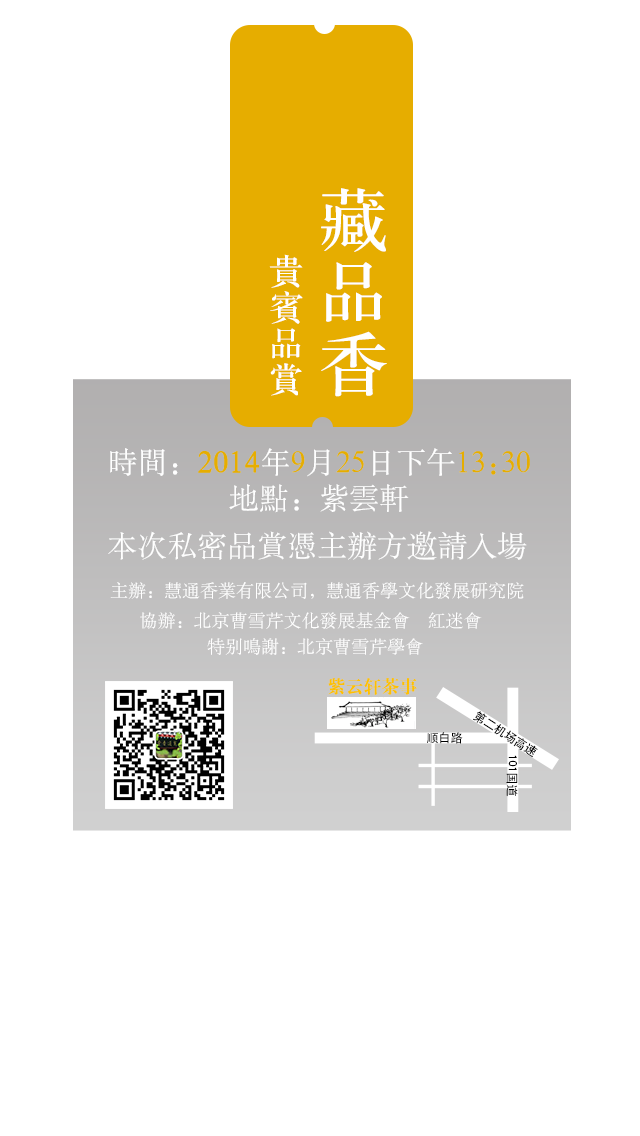 藏品香
貴賓品賞
時間：2014年9月25日下午13:30
地點：紫雲軒
本次私密品賞憑主辦方邀請入場
主辦：慧通香業有限公司，慧通香學文化發展研究院
協辦：北京曹雪芹文化發展基金會　紅迷會
特別鳴謝：北京曹雪芹學會
紫云轩茶事
第二机场高速
顺白路
101国道